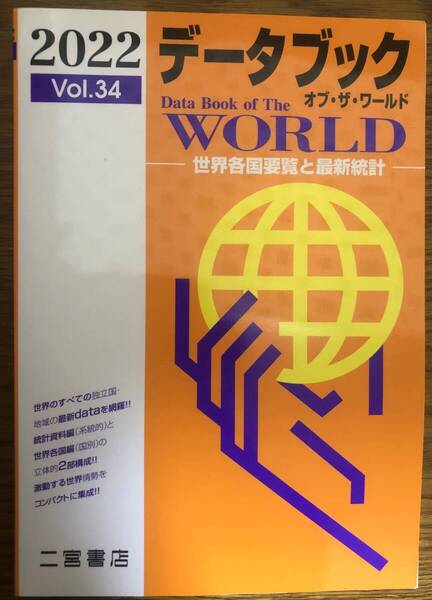 2022
Vol.34
データブック
オブ・ザ・ワールド
Data Book of The
WORLD
世界各国要覧と最新統計
世界のすべての独立国・
地域の最新dataを網羅!!
統計資料編(系統的)と
世界各国編(国別)の
立体的2部構成!!
激動する世界情勢を
コンパクトに集成!!
二宮書店